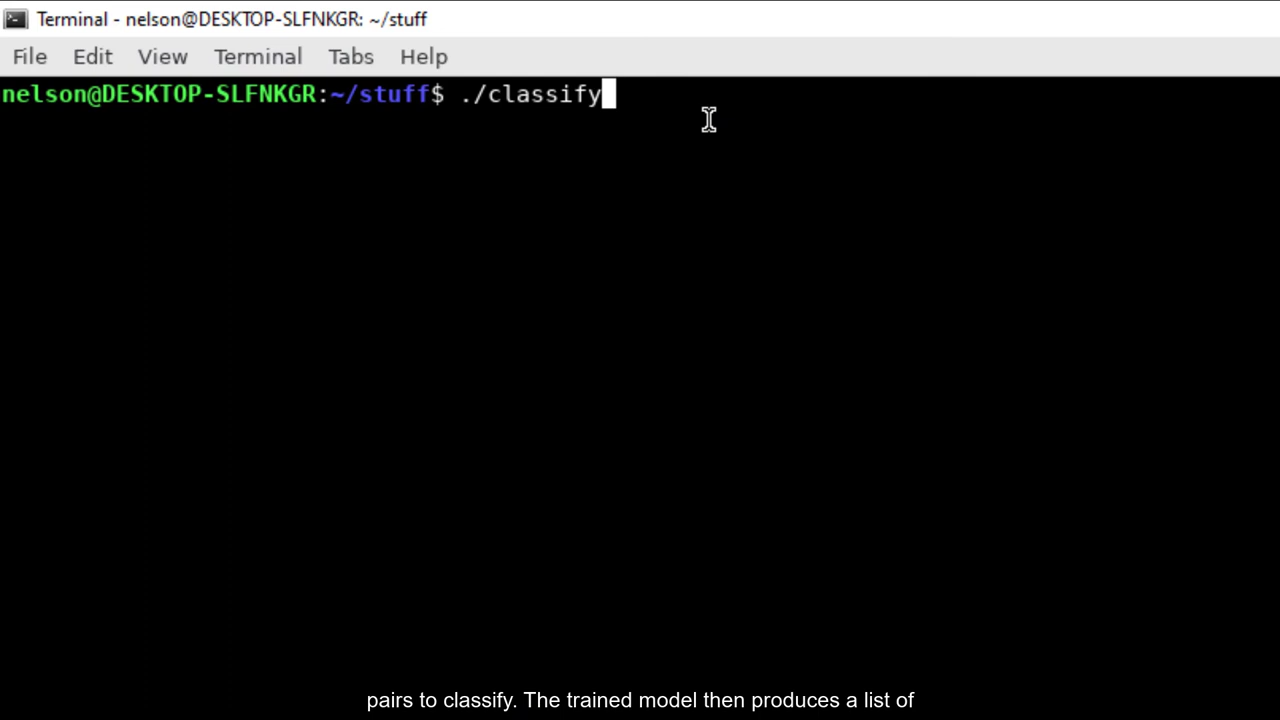 Terminal - nelson@DESKTOP-SLFNKGR: ~/stuff
File Edit View Terminal Tabs Help
nelson@DESKTOP-SLFNKGR:~/stuff$ ./classify
pairs to classify. The trained model then produces a list of